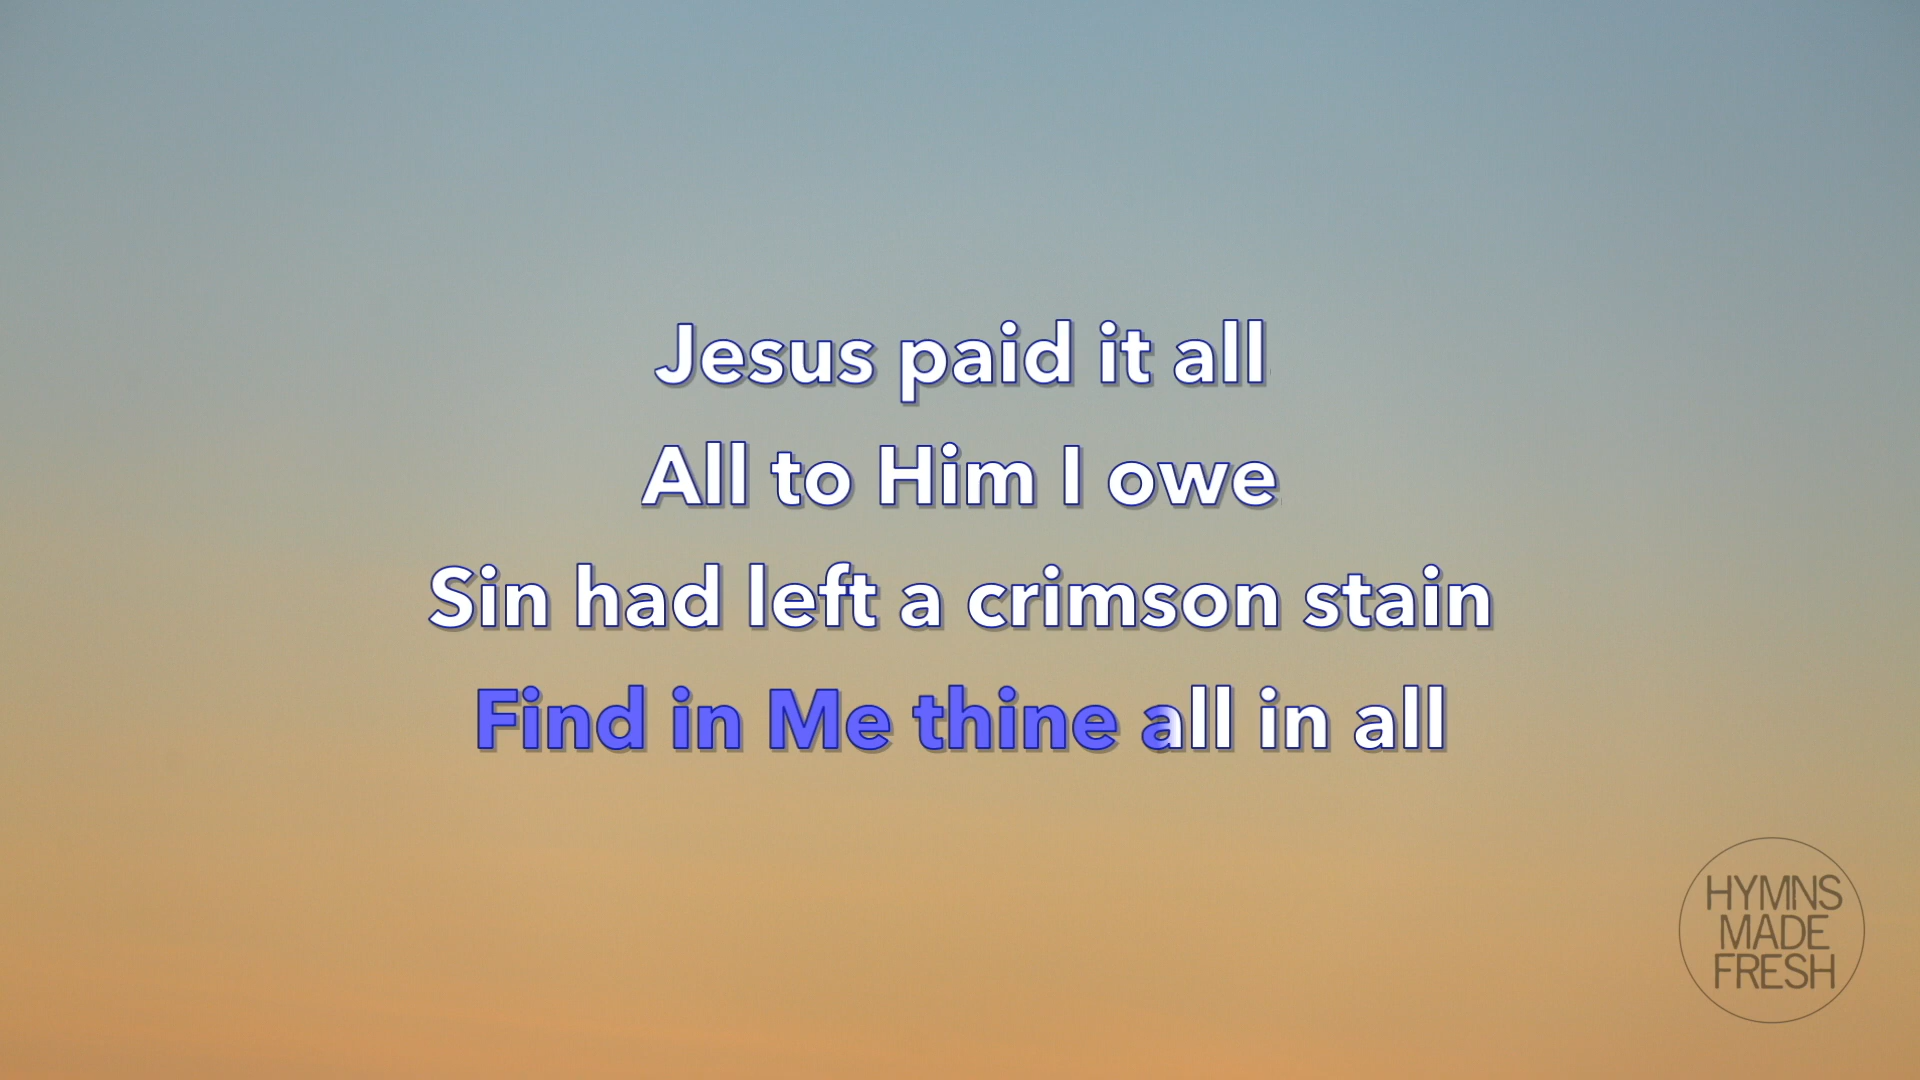 Jesus paid it all
All to Him I owe
Sin had left a crimson stain
Find in Me thine all in all
HYMNS
MADE
FRESH